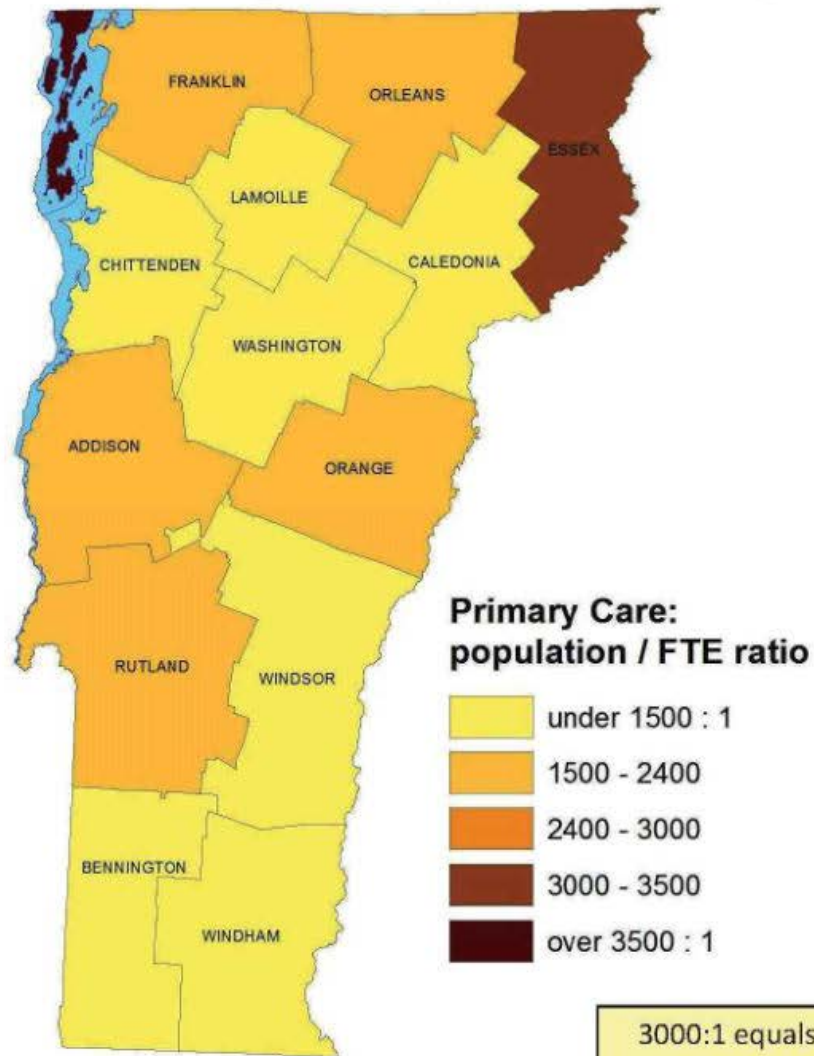 FRANKLIN
ORLEANS
ESSEX
LAMOILLE
CHITTENDEN
CALEDONIA
WASHINGTON
ADDISON
ORANGE
RUTLAND
WINDSOR
BENNINGTON
WINDHAM
Primary Care:
population / FTE ratio
under 1500 : 1
1500 - 2400
2400 - 3000
3000 - 3500
over 3500 : 1
3000:1 equals